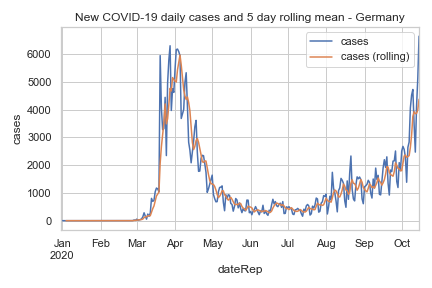 New COVID-19 daily cases and 5 day rolling mean - Germany
cases
cases (rolling)
6000
5000
4000
3000
2000
1000
0
cases
Jan Feb Mar Apr May Jun Jul Aug Sep Oct
2020
dateRep